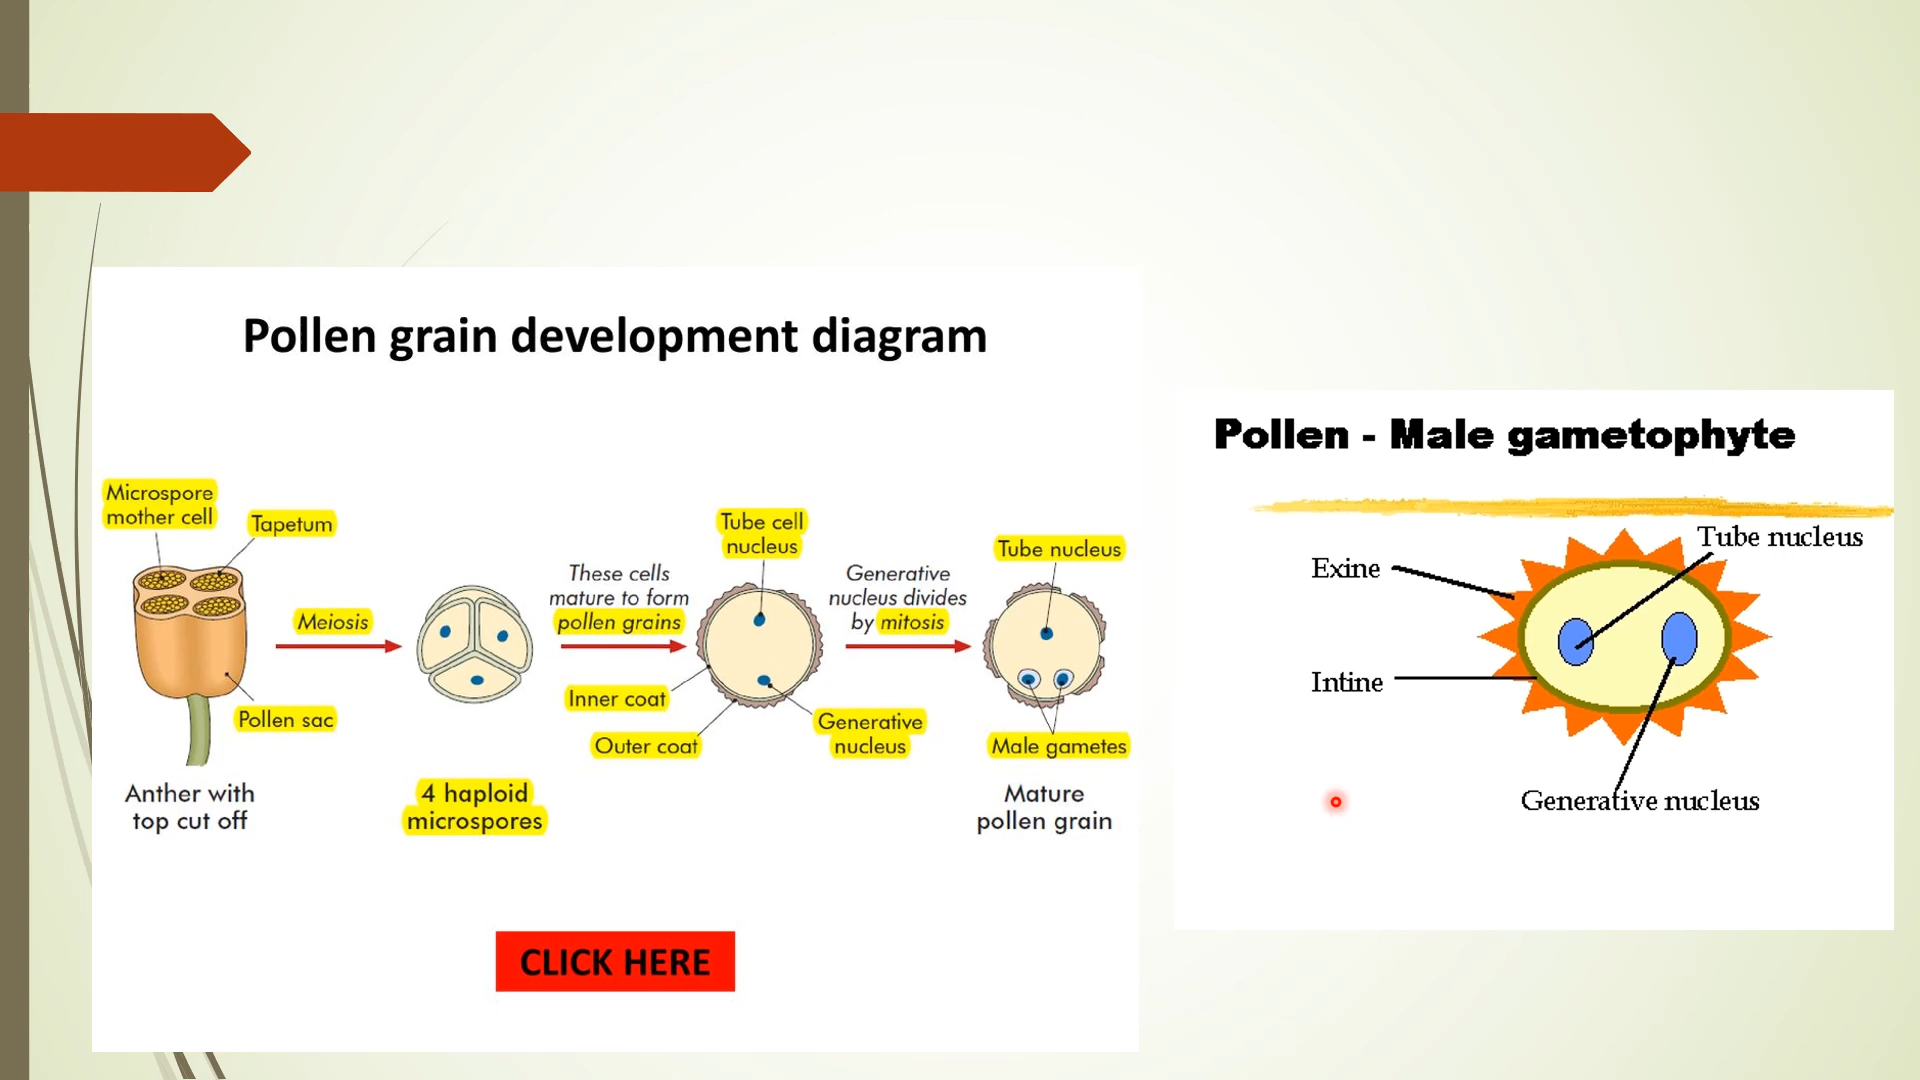 Pollen grain development diagram
Microspore
mother cell
Tapetum
Pollen sac
Anther with
top cut off
Meiosis
4 haploid
microspores
These cells
mature to form
pollen grains
Inner coat
Outer coat
Tube cell
nucleus
Generative
nucleus
Generative
nucleus divides
by mitosis
Tube nucleus
Male gametes
Mature
pollen grain
CLICK HERE
Pollen - Male gametophyte
Tube nucleus
Exine
Intine
Generative nucleus